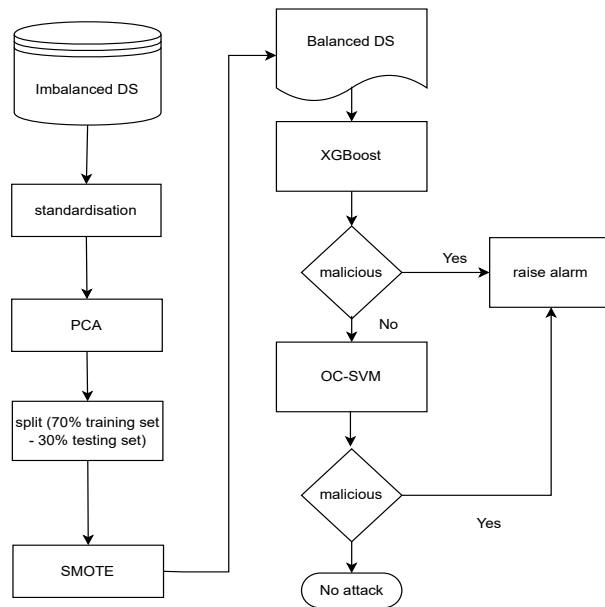 Imbalanced DS
standardisation
PCA
split (70% training set
- 30% testing set)
SMOTE
Balanced DS
XGBoost
malicious
Yes
raise alarm
No
OC-SVM
malicious
Yes
No attack